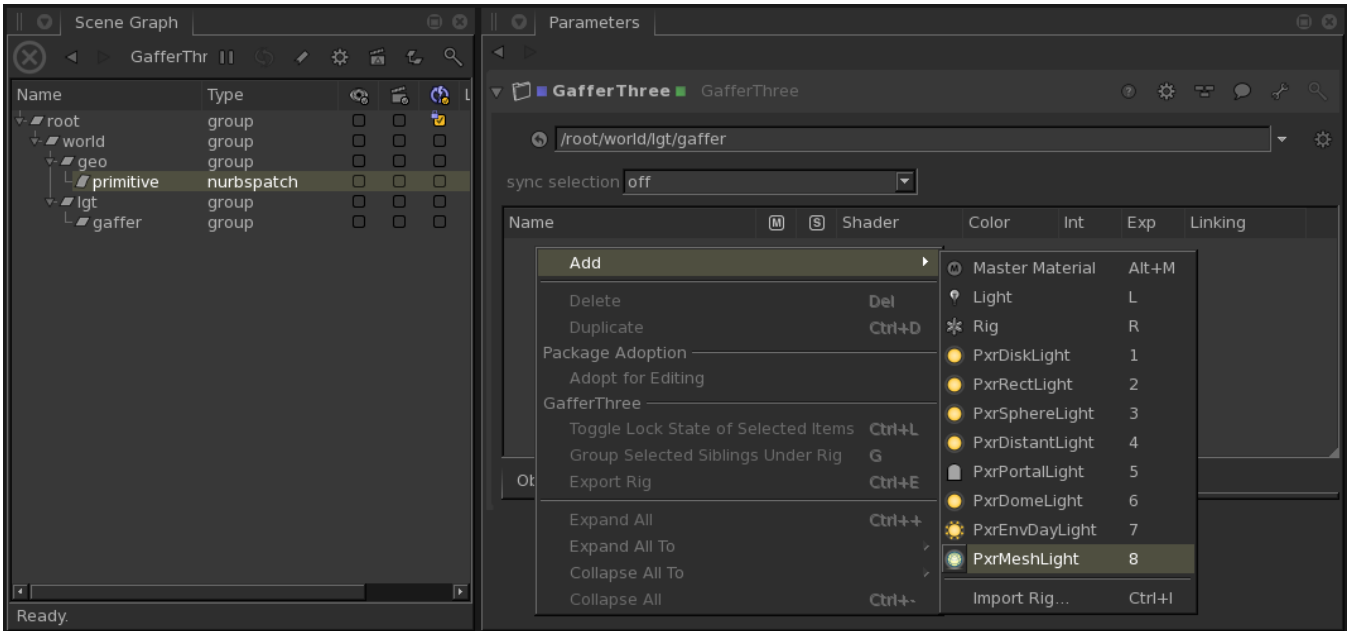 Scene Graph
GafferThr
Name Type L
root group
world group
geo group
primitive nurbspatch
lgt group
gaffer group
Ready.
Parameters
GafferThree GafferThree
/root/world/lgt/gaffer
sync selection off
Name M S Shader Color Int Exp Linking
Ob
Add
Delete Del
Duplicate Ctrl+D
Package Adoption
Adopt for Editing
GafferThree
Toggle Lock State of Selected Items Ctrl+L
Group Selected Siblings Under Rig G
Export Rig Ctrl+E
Expand All Ctrl++
Expand All To
Collapse All To
Collapse All Ctrl+-
Master Material Alt+M
Light L
Rig R
PxrDiskLight 1
PxrRectLight 2
PxrSphereLight 3
PxrDistantLight 4
PxrPortalLight 5
PxrDomeLight 6
PxrEnvDayLight 7
PxrMeshLight 8
Import Rig... Ctrl+I